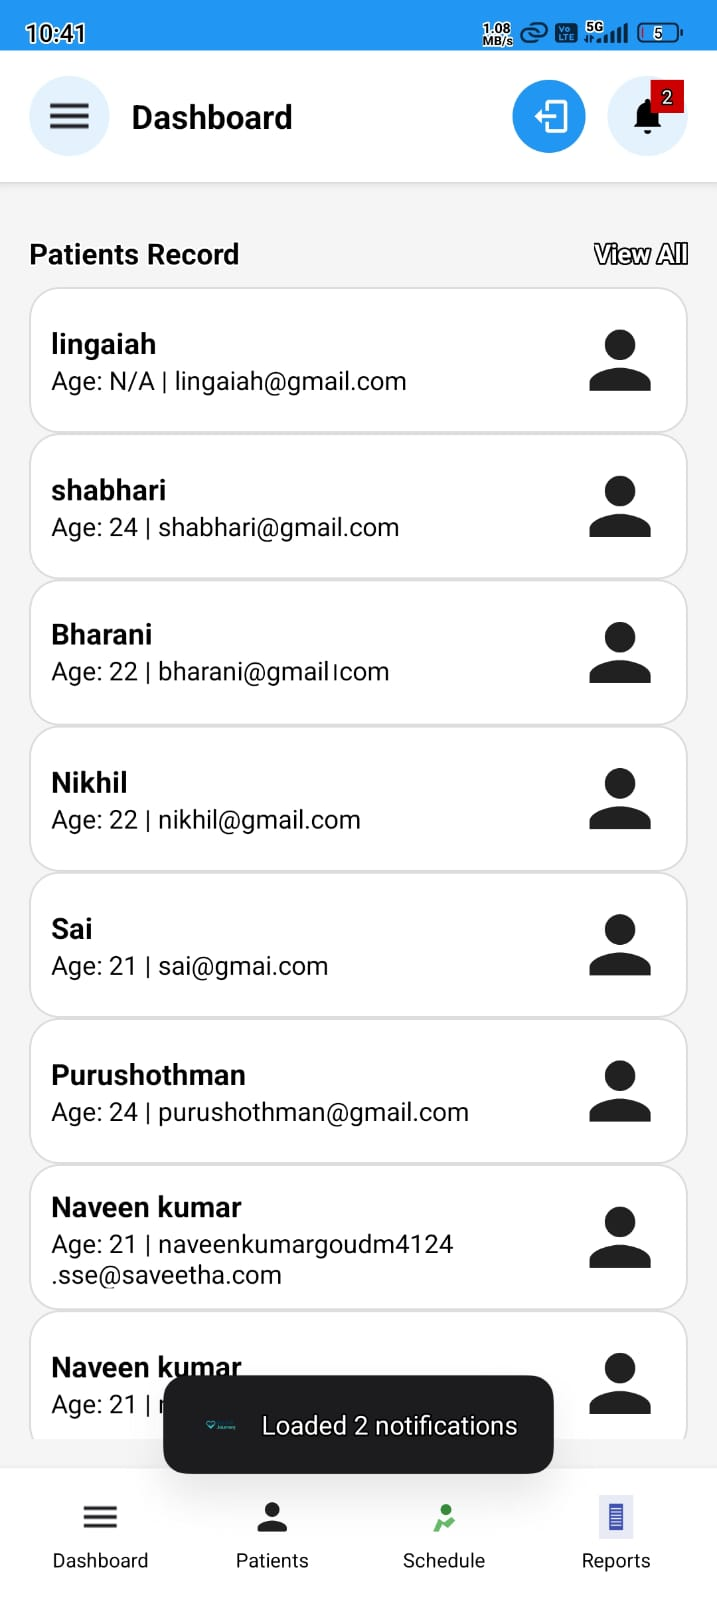 10:41
1.08
MB/s
Vo
LTE
5G
5
Dashboard
2
Patients Record
View All
lingaiah
Age: N/A | lingaiah@gmail.com
shabhari
Age: 24 | shabhari@gmail.com
Bharani
Age: 22 | bharani@gmail।com
Nikhil
Age: 22 | nikhil@gmail.com
Sai
Age: 21 | sai@gmai.com
Purushothman
Age: 24 | purushothman@gmail.com
Naveen kumar
Age: 21 | naveenkumargoudm4124
.sse@saveetha.com
Naveen kumar
Age: 21 |
Loaded 2 notifications
Dashboard
Patients
Schedule
Reports